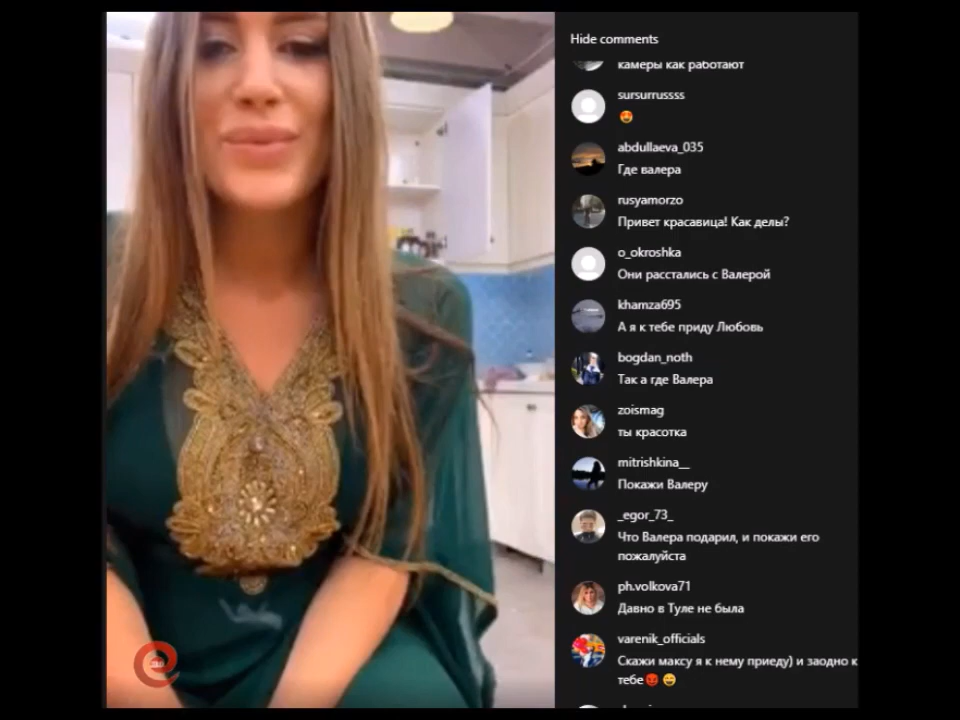 Hide comments
камеры как работают
sursurrussss
😍
abdullaeva_035
Где валера
rusyamorzo
Привет красавица! Как делы?
o_okroshka
Они расстались с Валерой
khamza695
А я к тебе приду Любовь
bogdan_noth
Так а где Валера
zoismag
ты красотка
mitrishkina__
Покажи Валеру
_egor_73_
Что Валера подарил, и покажи его
пожалуйста
ph.volkova71
Давно в Туле не была
varenik_officials
Скажи максу я к нему приеду) и заодно к
тебе😡😄